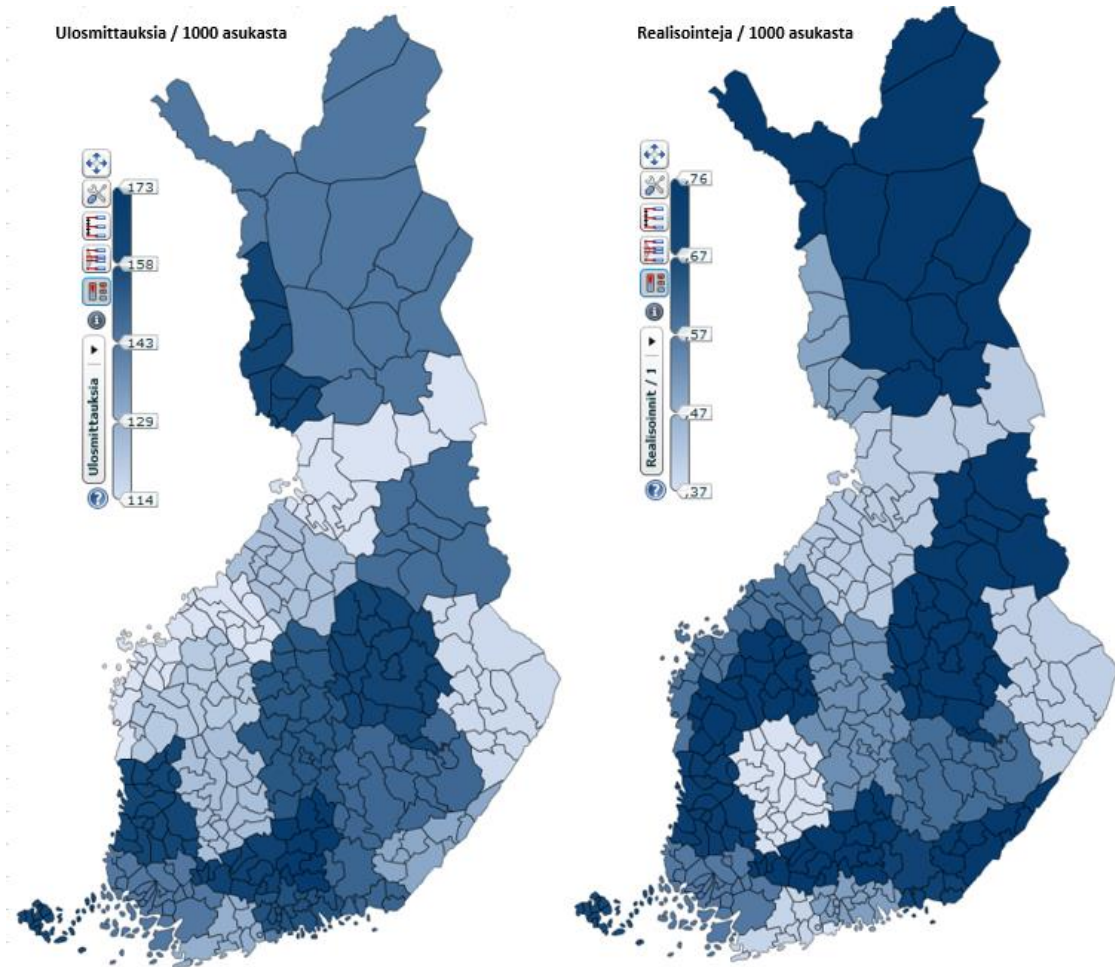 Ulosmittauksia / 1000 asukasta
173
158
143
129
114
Ulosmittauksia
Realisointeja / 1000 asukasta
,76
,67
,57
,47
,37
Realisoinnit / 1